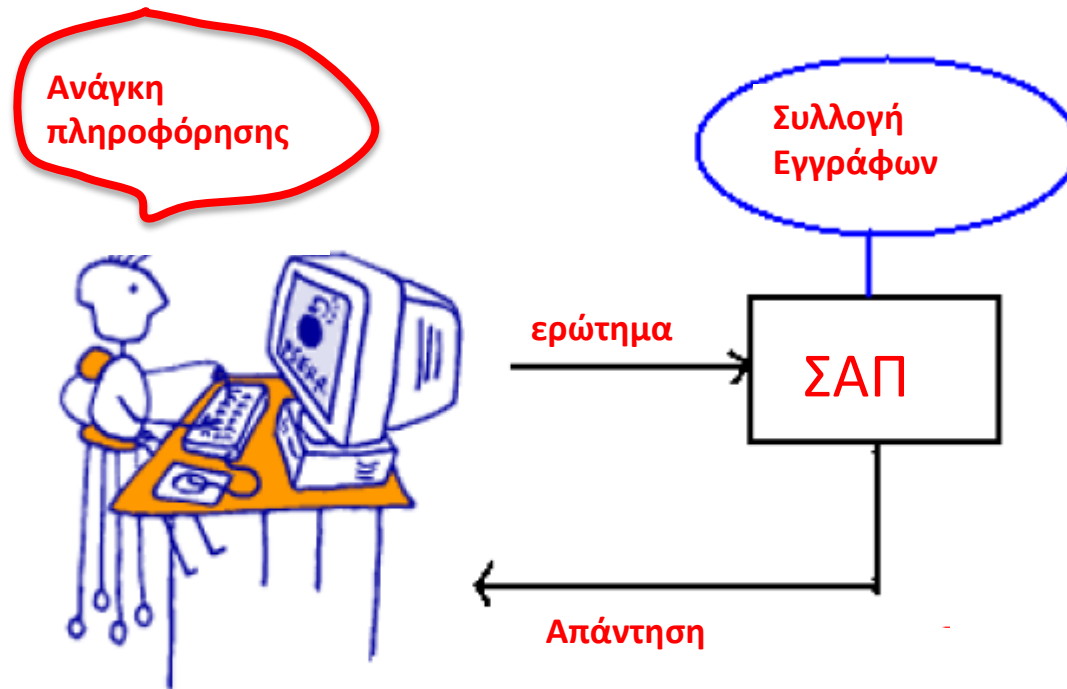 Ανάγκη
πληροφόρησης
Συλλογή
Εγγράφων
ερώτημα
ΣΑΠ
Απάντηση